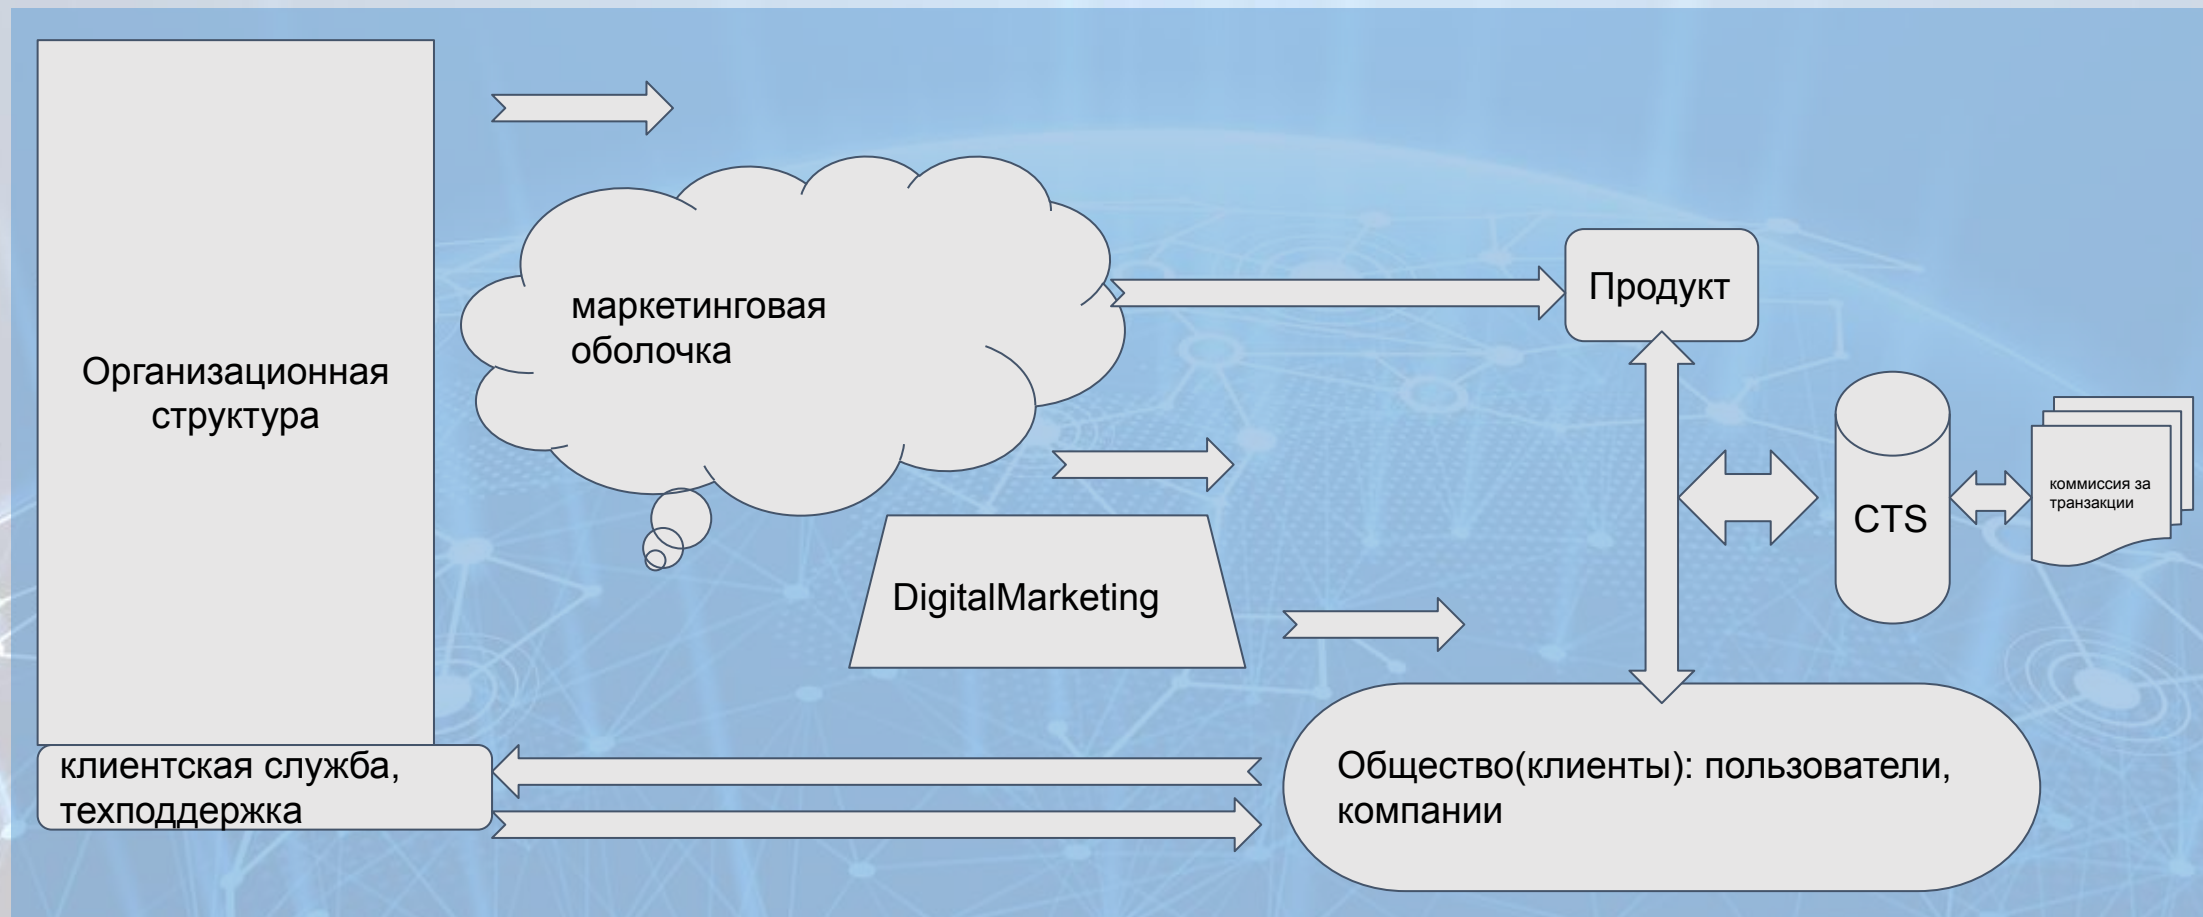 Организационная
структура
маркетинговая
оболочка
Продукт
CTS
коммиссия за
транзакции
DigitalMarketing
клиентская служба,
техподдержка
Общество(клиенты): пользователи,
компании